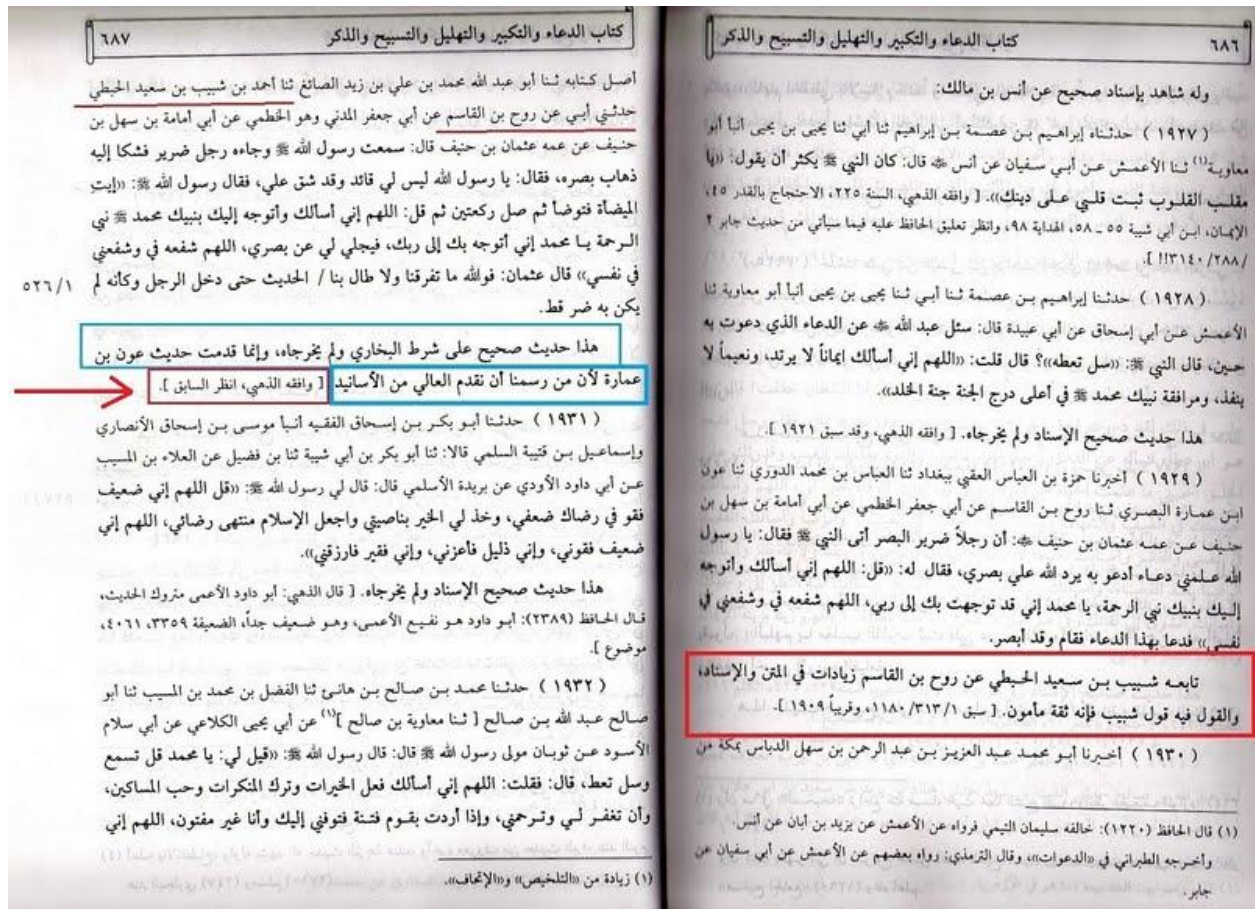 ٦٨٦
كتاب الدعاء والتكبير والتهليل والتسبيح والذكر
وله شاهد بإسناد صحيح عن أنس بن مالك:
( ١٩٢٧ ) حدثناه إبراهيم بن عصمة بن إبراهيم ثنا أبي ثنا يحيى بن يحيى أنبأ أبو
معاوية(١) ثنا الأعمش عن أبي سفيان عن أنس ﷺ قال: كان النبي ﷺ يكثر أن يقول: «يا
مقلب القلوب ثبت قلبي على دينك». [ وافقه الذهبي، السنة ٢٢٥، الاحتجاج بالقدر ٤٥،
الإيمان، ابن أبي شيبة ٥٥ ـ ٥٨، الهداية ٩٨، وانظر تعليق الحافظ عليه فيما سيأتي من حديث جابر ٢
/٢٨٨/ ٣١٤٠!! ].
( ١٩٢٨ ) حدثنا إبراهيم بن عصمة ثنا أبي ثنا يحيى بن يحيى أنبأ أبو معاوية ثنا
الأعمش عن أبي إسحاق عن أبي عبيدة قال: سئل عبد الله عن الدعاء الذي دعوت به
حين، قال النبي ﷺ: «سل تعطه»؟ قال قلت: «اللهم إني أسألك إيماناً لا يرتد، ونعيماً لا
ينفذ، ومرافقة نبيك محمد ﷺ في أعلى درج الجنة جنة الخلد».
هذا حديث صحيح الإسناد ولم يخرجاه. [ وافقه الذهبي، وقد سبق ١٩٢١ ].
( ١٩٢٩ ) أخبرنا حمزة بن العباس العقبي ببغداد ثنا العباس بن محمد الدوري ثنا عون
ابن عمارة البصري ثنا روح بن القاسم عن أبي جعفر الخطمي عن أبي أمامة بن سهل بن
حنيف عن عمه عثمان بن حنيف: أن رجلاً ضرير البصر أتى النبي ﷺ فقال: يا رسول
الله علمني دعاء أدعو به يرد الله علي بصري، فقال له: «قل: اللهم إني أسألك وأتوجه
إليك بنبيك نبي الرحمة، يا محمد إني قد توجهت بك إلى ربي، اللهم شفعه في وشفعني في
نفسي» فدعا بهذا الدعاء فقام وقد أبصر.
تابعه شبيب بن سعيد الحبطي عن روح بن القاسم زيادات في المتن والإسناد،
والقول فيه قول شبيب فإنه ثقة مأمون. [ سبق ١١٨٠/٣١٣/١، وقريباً ١٩٠٩ ].
( ١٩٣٠ ) أخبرنا أبو محمد عبد العزيز بن عبد الرحمن بن سهل الدباس بمكة من
(١) قال الحافظ (١٢٢٠): خالفه سليمان التيمي فرواه عن الأعمش عن يزيد بن أبان عن أنس.
وأخرجه الطبراني في «الدعوات»، وقال الترمذي: رواه بعضهم عن الأعمش عن أبي سفيان عن
جابر.
كتاب الدعاء والتكبير والتهليل والتسبيح والذكر
٦٨٧
أصل كتابه ثنا أبو عبد الله محمد بن علي بن زيد الصائغ ثنا أحمد بن شبيب بن سعيد الحبطي
حدثني أبي عن روح بن القاسم عن أبي جعفر المدني وهو الخطمي عن أبي أمامة بن سهل بن
حنيف عن عمه عثمان بن حنيف قال: سمعت رسول الله ﷺ وجاءه رجل ضرير فشكا إليه
ذهاب بصره، فقال: يا رسول الله ليس لي قائد وقد شق علي، فقال رسول الله ﷺ: «إيت
الميضأة فتوضأ ثم صل ركعتين ثم قل: اللهم إني أسألك وأتوجه إليك بنبيك محمد ﷺ نبي
الرحمة يا محمد إني أتوجه بك إلى ربك، فيجلي لي عن بصري، اللهم شفعه في وشفعني
في نفسي» قال عثمان: فوالله ما تفرقنا ولا طال بنا / الحديث حتى دخل الرجل وكأنه لم
٥٢٦/١
يكن به ضر قط.
هذا حديث صحيح على شرط البخاري ولم يخرجاه، وإنما قدمت حديث عون بن
عمارة لأن من رسمنا أن نقدم العالي من الأسانيد [ وافقه الذهبي، انظر السابق ].
( ١٩٣١ ) حدثنا أبو بكر بن إسحاق الفقيه أنبأ موسى بن إسحاق الأنصاري
وإسماعيل بن قتيبة السلمي قالا: ثنا أبو بكر بن أبي شيبة ثنا بن فضيل عن العلاء بن المسيب
عن أبي داود الأودي عن بريدة الأسلمي قال: قال لي رسول الله ﷺ: «قل اللهم إني ضعيف
فقو في رضاك ضعفي، وخذ لي الخير بناصيتي واجعل الإسلام منتهى رضائي، اللهم إني
ضعيف فقوني، وإني ذليل فأعزني، وإني فقير فارزقني».
هذا حديث صحيح الإسناد ولم يخرجاه. [ قال الذهبي: أبو داود الأعمى متروك الحديث،
قال الحافظ (٢٣٨٩): أبو داود هو نفيع الأعمى، وهو ضعيف جداً، الضعيفة ٣٣٥٩، ٤٠٦١،
موضوع ].
( ١٩٣٢ ) حدثنا محمد بن صالح بن هانئ ثنا الفضل بن محمد بن المسيب ثنا أبو
صالح عبد الله بن صالح [ ثنا معاوية بن صالح ](١) عن أبي يحيى الكلاعي عن أبي سلام
الأسود عن ثوبان مولى رسول الله ﷺ قال: قال رسول الله ﷺ: «قيل لي: يا محمد قل تسمع
وسل تعط، قال: فقلت: اللهم إني أسألك فعل الخيرات وترك المنكرات وحب المساكين،
وأن تغفر لي وترحمني، وإذا أردت بقوم فتنة فتوفني إليك وأنا غير مفتون، اللهم إني
(١) زيادة من «التلخيص» و«الإتحاف».